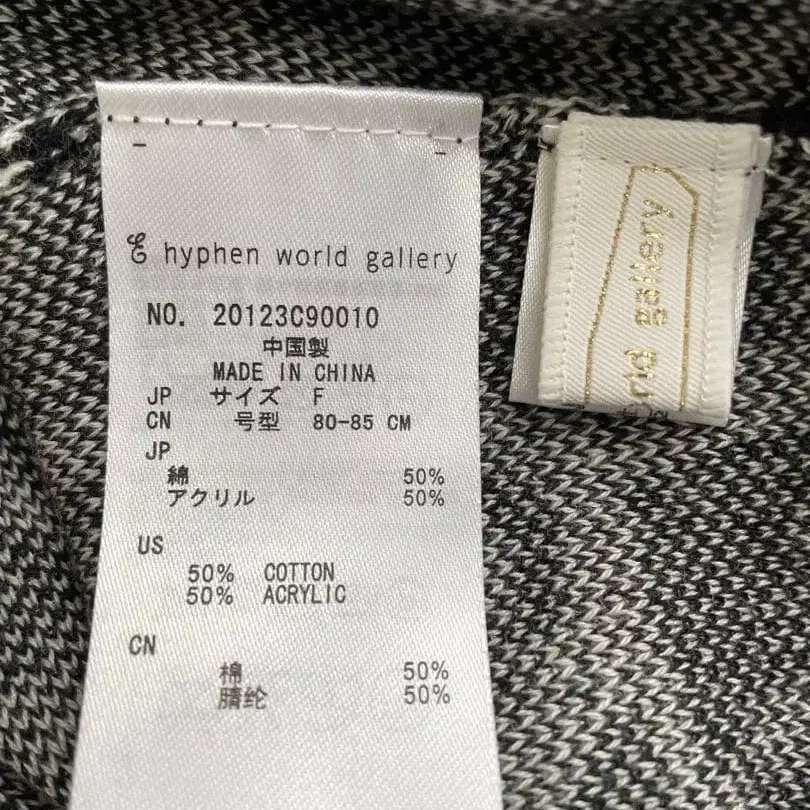 E hyphen world gallery
NO. 20123C90010
中国製
MADE IN CHINA
JP サイズ F
CN 号型 80-85 CM
JP
綿 50%
アクリル 50%
US
50% COTTON
50% ACRYLIC
CN
棉 50%
腈纶 50%
gallery